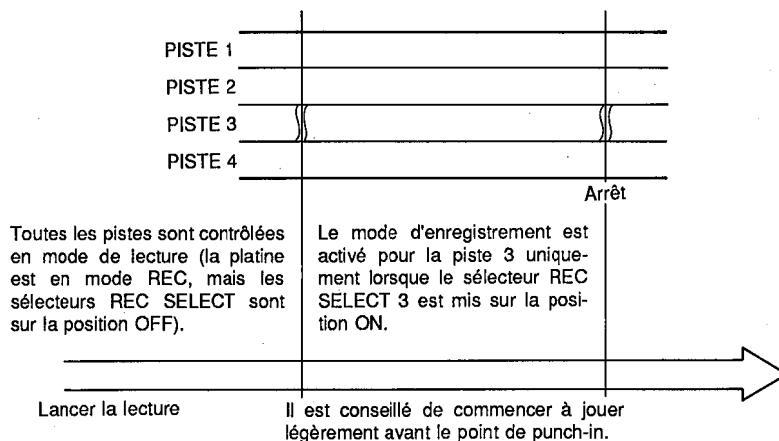 PISTE 1
PISTE 2
PISTE 3
PISTE 4
Arrêt
Toutes les pistes sont contrôlées
en mode de lecture (la platine
est en mode REC, mais les
sélecteurs REC SELECT sont
sur la position OFF).
Le mode d'enregistrement est
activé pour la piste 3 unique-
ment lorsque le sélecteur REC
SELECT 3 est mis sur la posi-
tion ON.
Lancer la lecture
Il est conseillé de commencer à jouer
légèrement avant le point de punch-in.